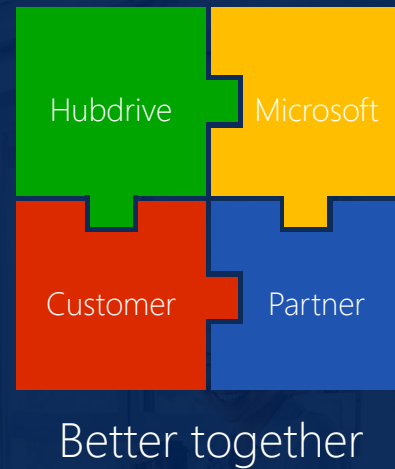 Hubdrive
Microsoft
Customer
Partner
Better together